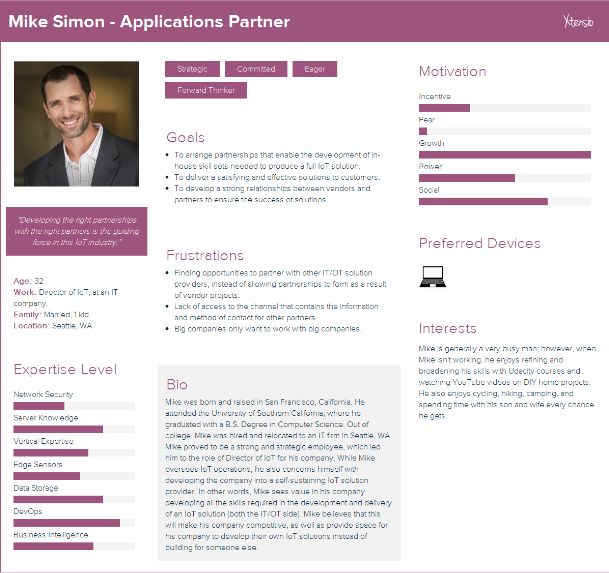 Mike Simon - Applications Partner
Xtensio
"Developing the right partnerships
with the right partners is the guiding
force in this IoT industry."
Age: 32
Work: Director of IoT, at an IT
company.
Family: Married, 1 kid
Location: Seattle, WA
Expertise Level
Network Security
Server Knowledge
Vertical Expertise
Edge Sensors
Data Storage
DevOps
Business Intelligence
Strategic
Committed
Eager
Forward Thinker
Goals
To arrange partnerships that enable the development of in-
house skill sets needed to produce a full IoT solution.
To deliver a satisfying and effective solutions to customers.
To develop a strong relationships between vendors and
partners to ensure the success of solutions
Frustrations
Finding opportunities to partner with other IT/OT solution
providers, instead of allowing partnerships to form as a result
of vendor projects.
Lack of access to the channel that contains the information
and method of contact for other partners
Big companies only want to work with big companies.
Bio
Mike was born and raised in San Francisco, California. He
attended the University of Southern California, where he
graduated with a B.S. Degree in Computer Science. Out of
college, Mike was hired and relocated to an IT firm in Seattle, WA.
Mike proved to be a strong and strategic employee, which led
him to the role of Director of IoT for his company. While Mike
oversees IoT operations, he also concerns himself with
developing the company into a self-sustaining IoT solution
provider. In other words, Mike sees value in his company
developing all the skills required in the development and delivery
of an IoT solution (both the IT/OT side). Mike believes that this
will make his company competitive, as well as provide space for
his company to develop their own IoT solutions instead of
building for someone else.
Motivation
Incentive
Fear
Growth
Power
Social
Preferred Devices
Interests
Mike is generally a very busy man; however, when
Mike isn't working, he enjoys refining and
broadening his skills with Udacity courses and
watching YouTube videos on DIY home projects.
He also enjoys cycling, hiking, camping, and
spending time with his son and wife every chance
he gets.